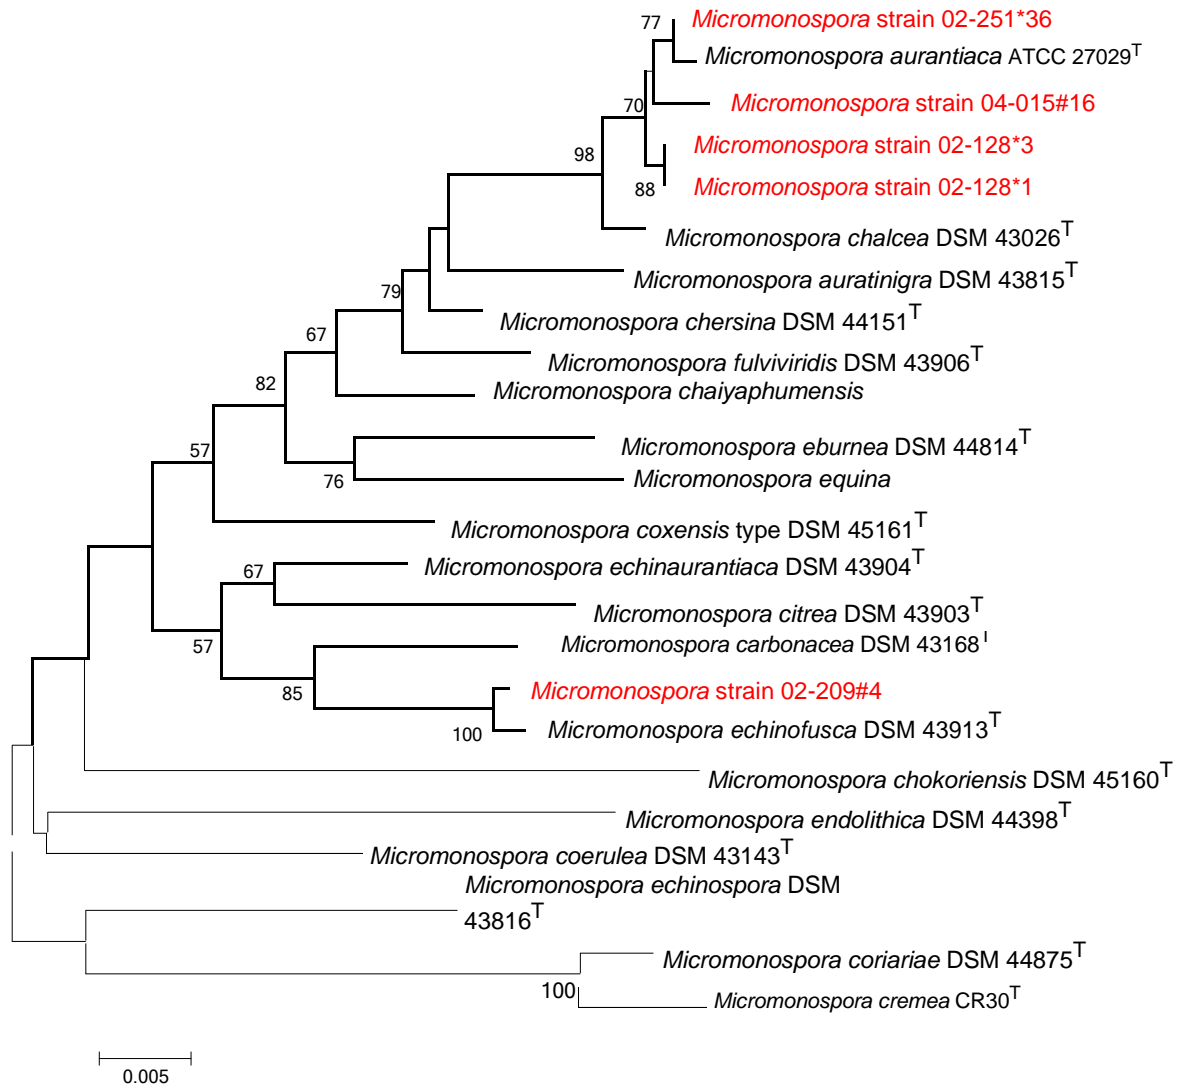 77
Micromonospora strain 02-251*36
Micromonospora aurantiaca ATCC 27029T
70
Micromonospora strain 04-015#16
98
Micromonospora strain 02-128*3
88
Micromonospora strain 02-128*1
Micromonospora chalcea DSM 43026T
Micromonospora auratinigra DSM 43815T
79
Micromonospora chersina DSM 44151T
67
Micromonospora fulviviridis DSM 43906T
82
Micromonospora chaiyaphumensis
57
Micromonospora eburnea DSM 44814T
76
Micromonospora equina
Micromonospora coxensis type DSM 45161T
67
Micromonospora echinaurantiaca DSM 43904T
Micromonospora citrea DSM 43903T
57
Micromonospora carbonacea DSM 43168T
85
Micromonospora strain 02-209#4
100
Micromonospora echinofusca DSM 43913T
Micromonospora chokoriensis DSM 45160T
Micromonospora endolithica DSM 44398T
Micromonospora coerulea DSM 43143T
Micromonospora echinospora DSM
43816T
Micromonospora coriariae DSM 44875T
100
Micromonospora cremea CR30T
0.005